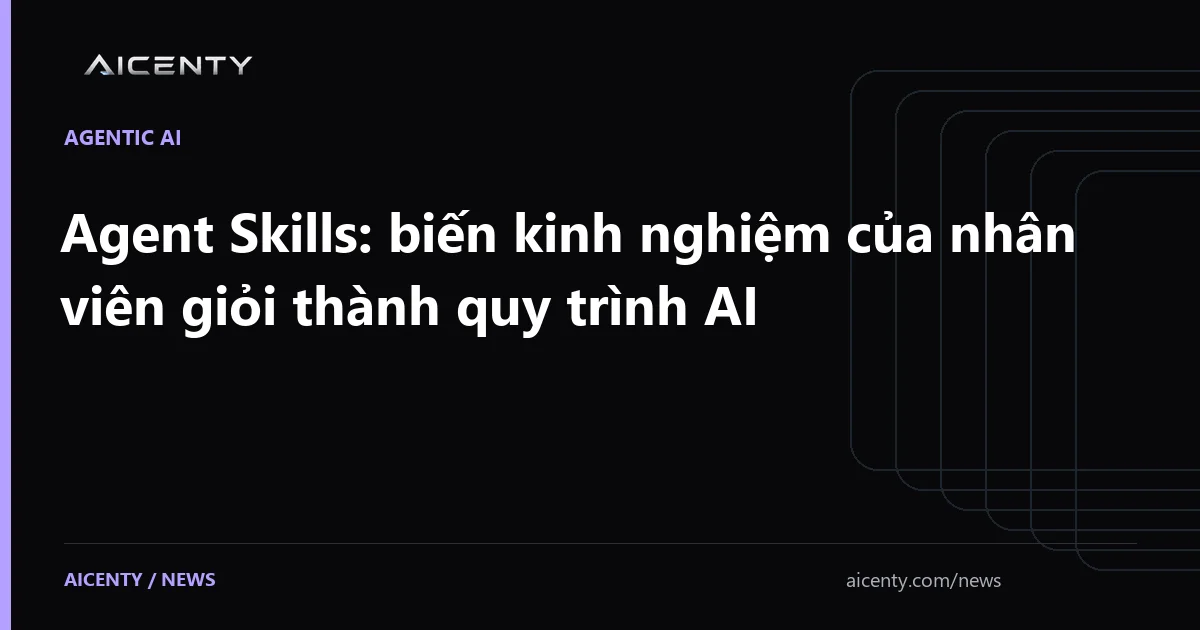 AICENTY
AGENTIC AI
Agent Skills: biến kinh nghiệm của nhân
viên giỏi thành quy trình AI
AICENTY / NEWS
aicenty.com/news